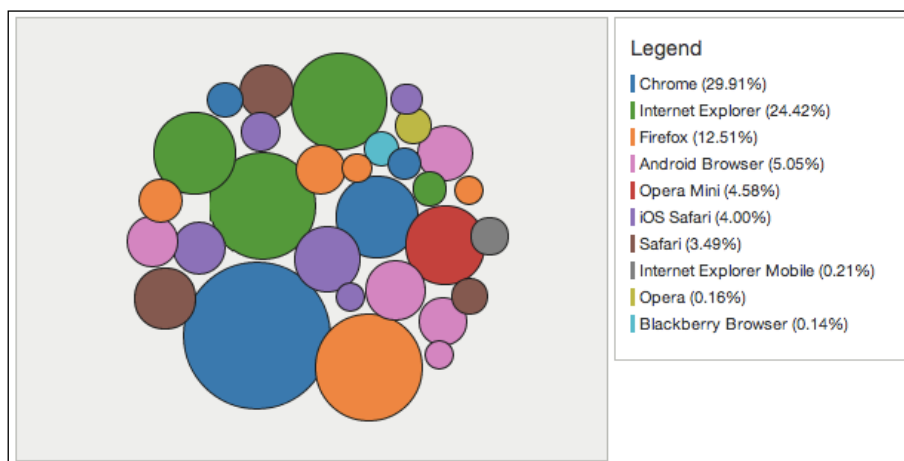 Legend
Chrome (29.91%)
Internet Explorer (24.42%)
Firefox (12.51%)
Android Browser (5.05%)
Opera Mini (4.58%)
iOS Safari (4.00%)
Safari (3.49%)
Internet Explorer Mobile (0.21%)
Opera (0.16%)
Blackberry Browser (0.14%)